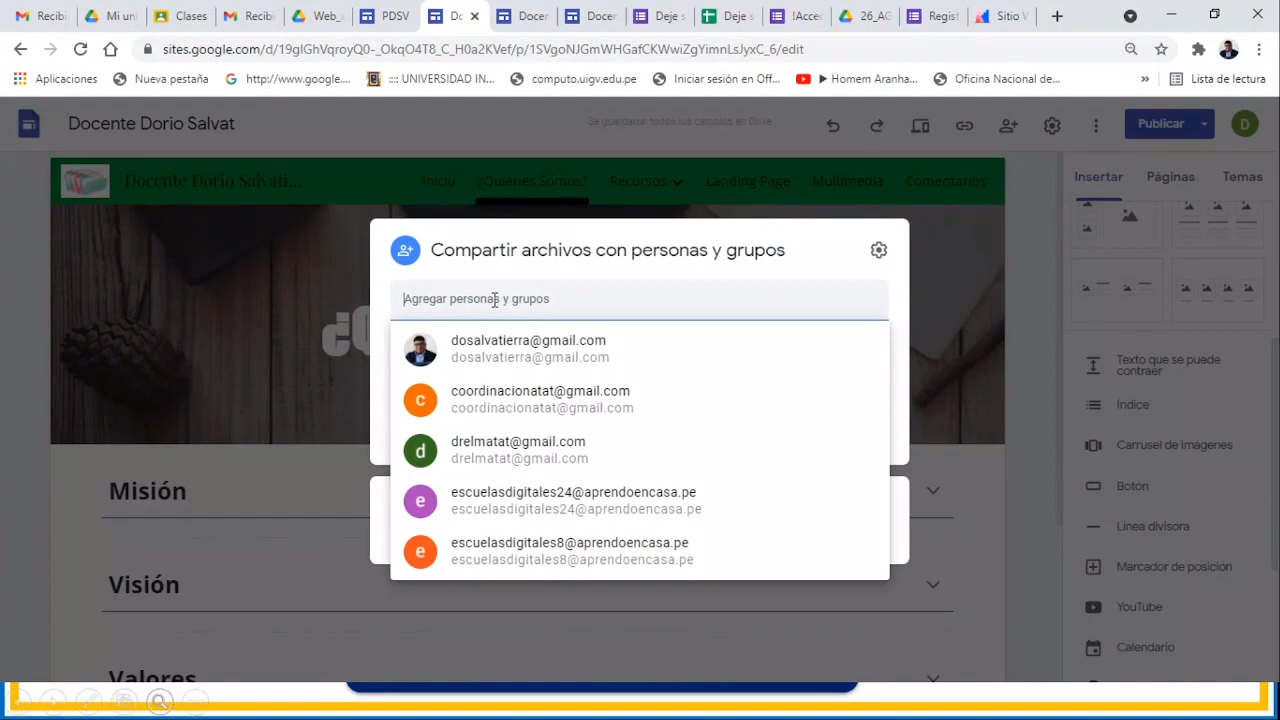 Recibi
Mi uni
Clases
Recib
Web_
PDSV
Do
Docen
Docen
Deje s
Deje s
!Acce
26_AG
Regist
Sitio V
sites.google.com/d/19gIGhVqroyQ0-_OkqO4T8_C_H0a2KVef/p/1SVgoNJGmWHGafCKWwiZgYimnLsJyxC_6/edit
Aplicaciones
Nueva pestaña
http://www.google....
:::: UNIVERSIDAD IN...
computo.uigv.edu.pe
Iniciar sesión en Off...
▶ Homem Aranha...
Oficina Nacional de...
»
Lista de lectura
Docente Dorio Salvat
Se guardaron todos los cambios en Drive
Publicar
D
Docente Dorio Salvati...
Inicio
¿Quienes Somos?
Recursos
Landing Page
Multimedia
Comentarios
Insertar
Páginas
Temas
Compartir archivos con personas y grupos
Agregar personas y grupos
dosalvatierra@gmail.com
dosalvatierra@gmail.com
c
coordinacionatat@gmail.com
coordinacionatat@gmail.com
d
drelmatat@gmail.com
drelmatat@gmail.com
e
escuelasdigitales24@aprendoencasa.pe
escuelasdigitales24@aprendoencasa.pe
e
escuelasdigitales8@aprendoencasa.pe
escuelasdigitales8@aprendoencasa.pe
Misión
Visión
Valores
Texto que se puede
contraer
Índice
Carrusel de imágenes
Botón
Línea divisora
Marcador de posición
YouTube
Calendario